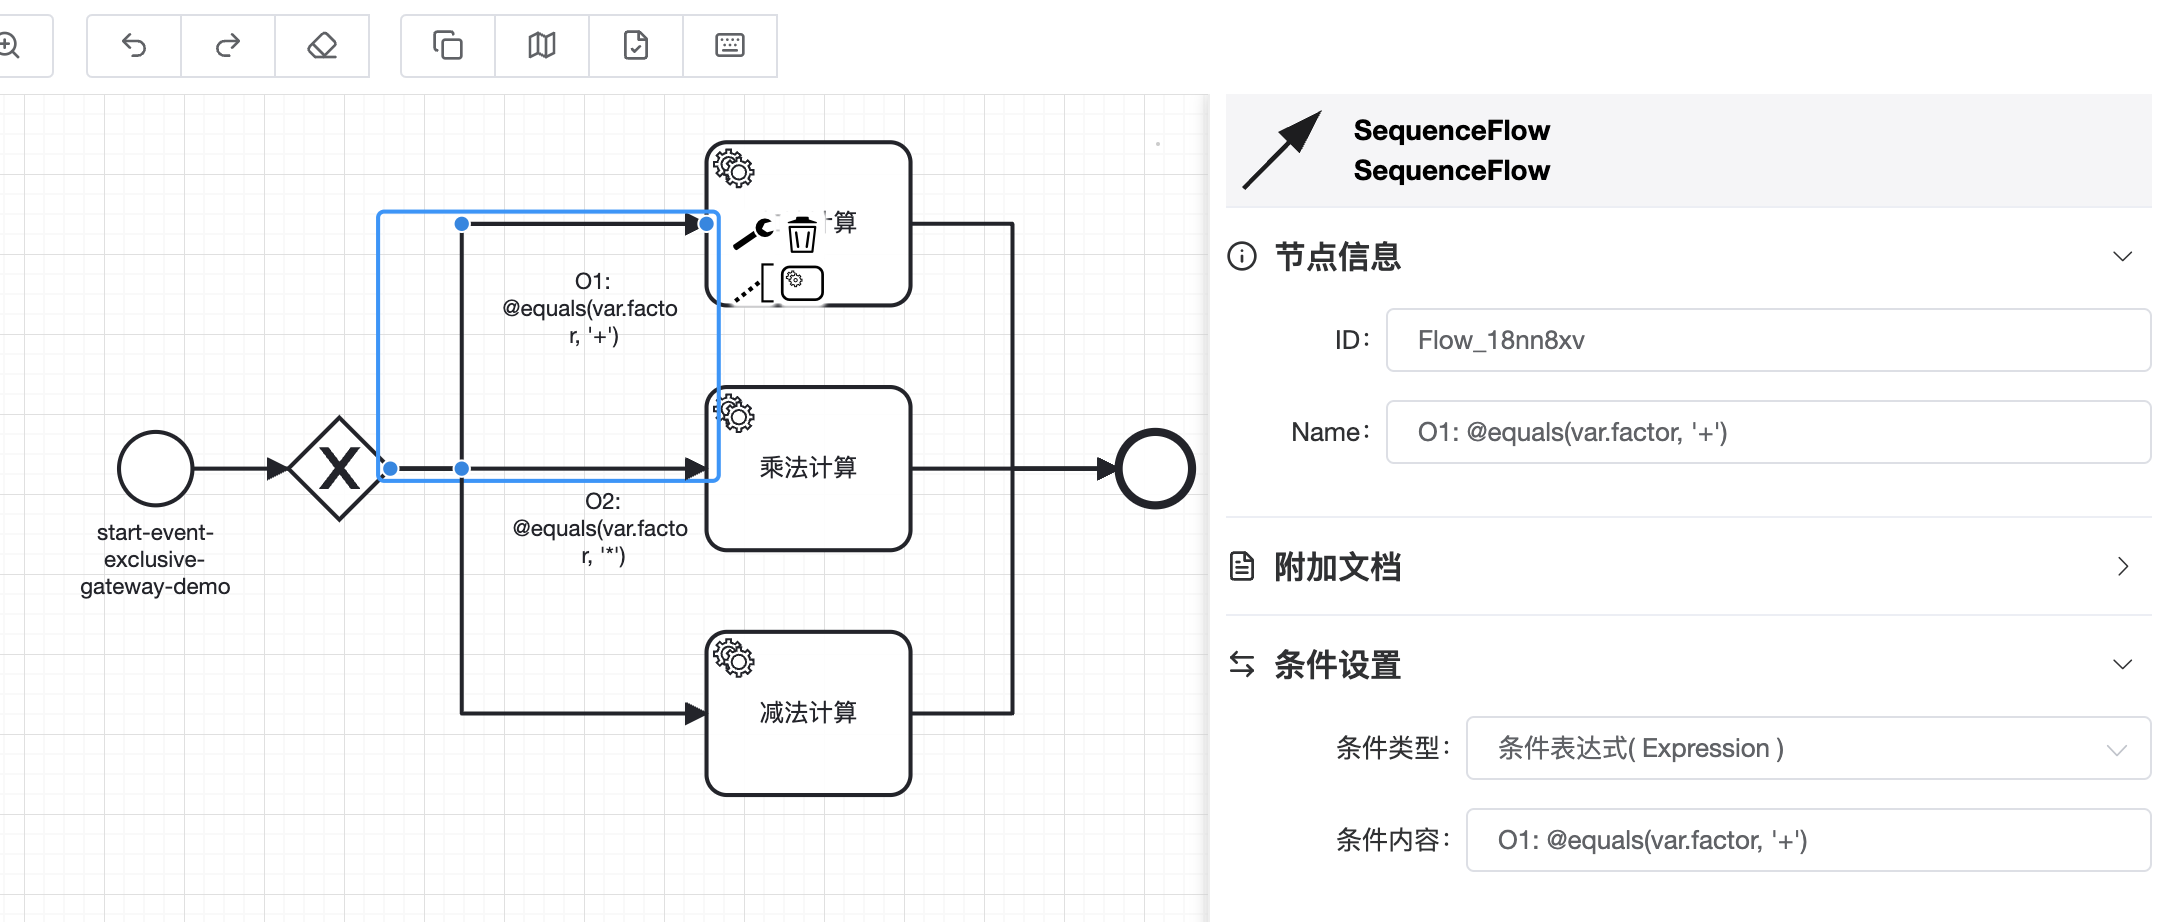 算
O1:
@equals(var.facto
r, '+')
乘法计算
O2:
@equals(var.facto
r, '*')
start-event-
exclusive-
gateway-demo
减法计算
SequenceFlow
SequenceFlow
节点信息
ID：
Flow_18nn8xv
Name：
O1: @equals(var.factor, '+')
附加文档
条件设置
条件类型：
条件表达式( Expression )
条件内容：
O1: @equals(var.factor, '+')